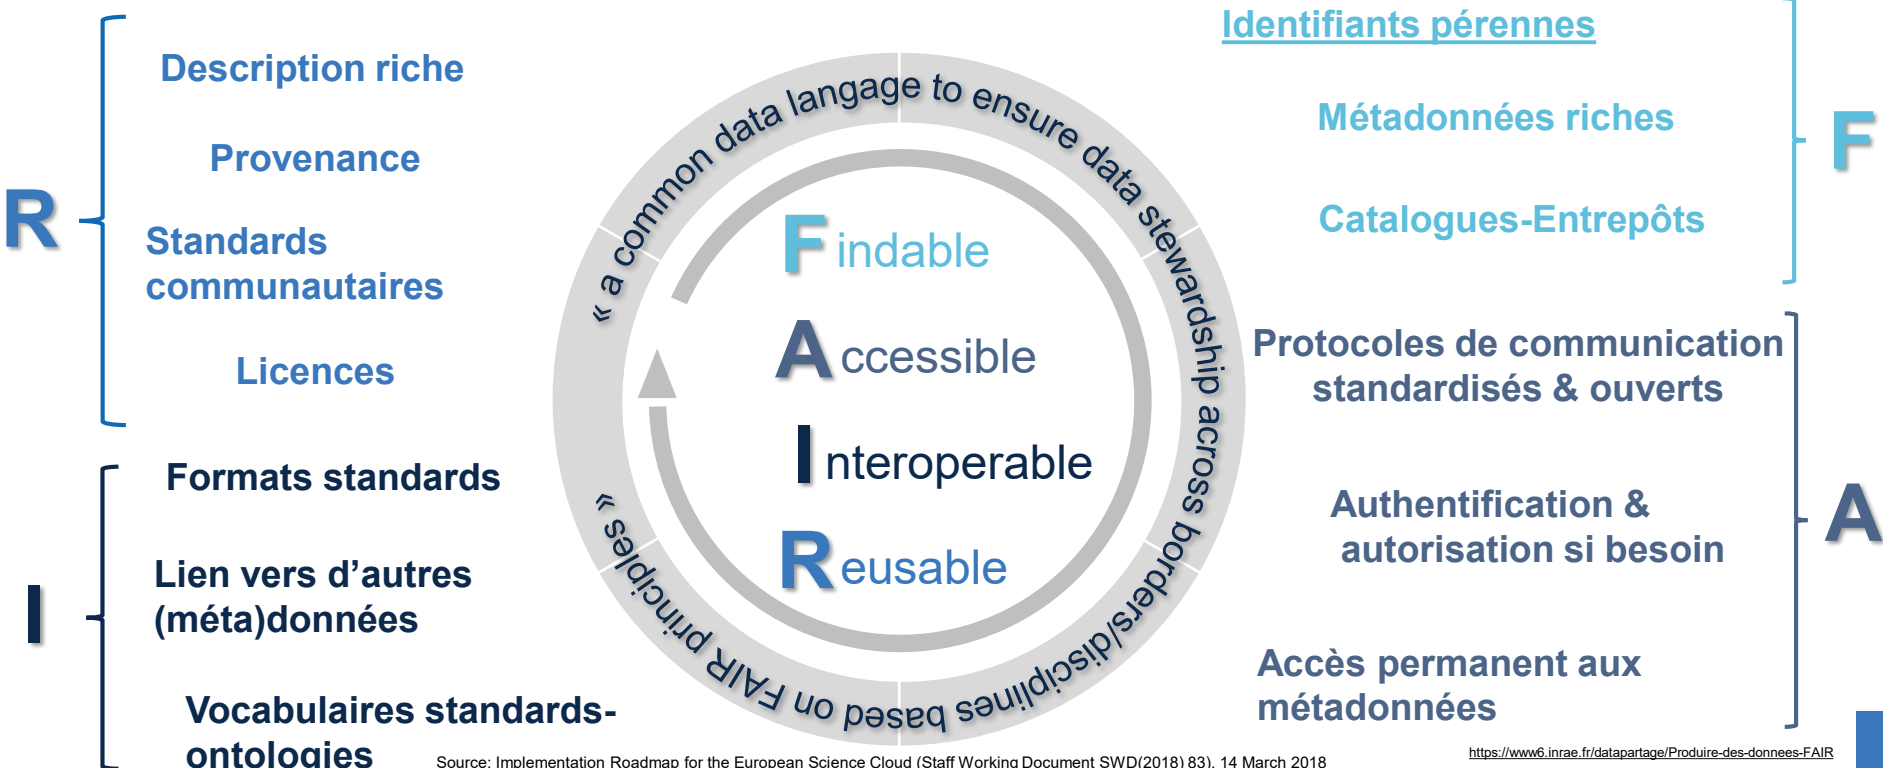 R
Description riche
Provenance
Standards
communautaires
Licences
I
Formats standards
Lien vers d’autres
(méta)données
Vocabulaires standards-
ontologies
« a common data langage to ensure data stewardship across borders/disciplines based on FAIR principles »
Findable
Accessible
Interoperable
Reusable
Identifiants pérennes
Métadonnées riches
Catalogues-Entrepôts
F
Protocoles de communication
standardisés & ouverts
Authentification &
autorisation si besoin
Accès permanent aux
métadonnées
A
Source: Implementation Roadmap for the European Science Cloud (Staff Working Document SWD(2018) 83), 14 March 2018
https://www6.inrae.fr/datapartage/Produire-des-donnees-FAIR